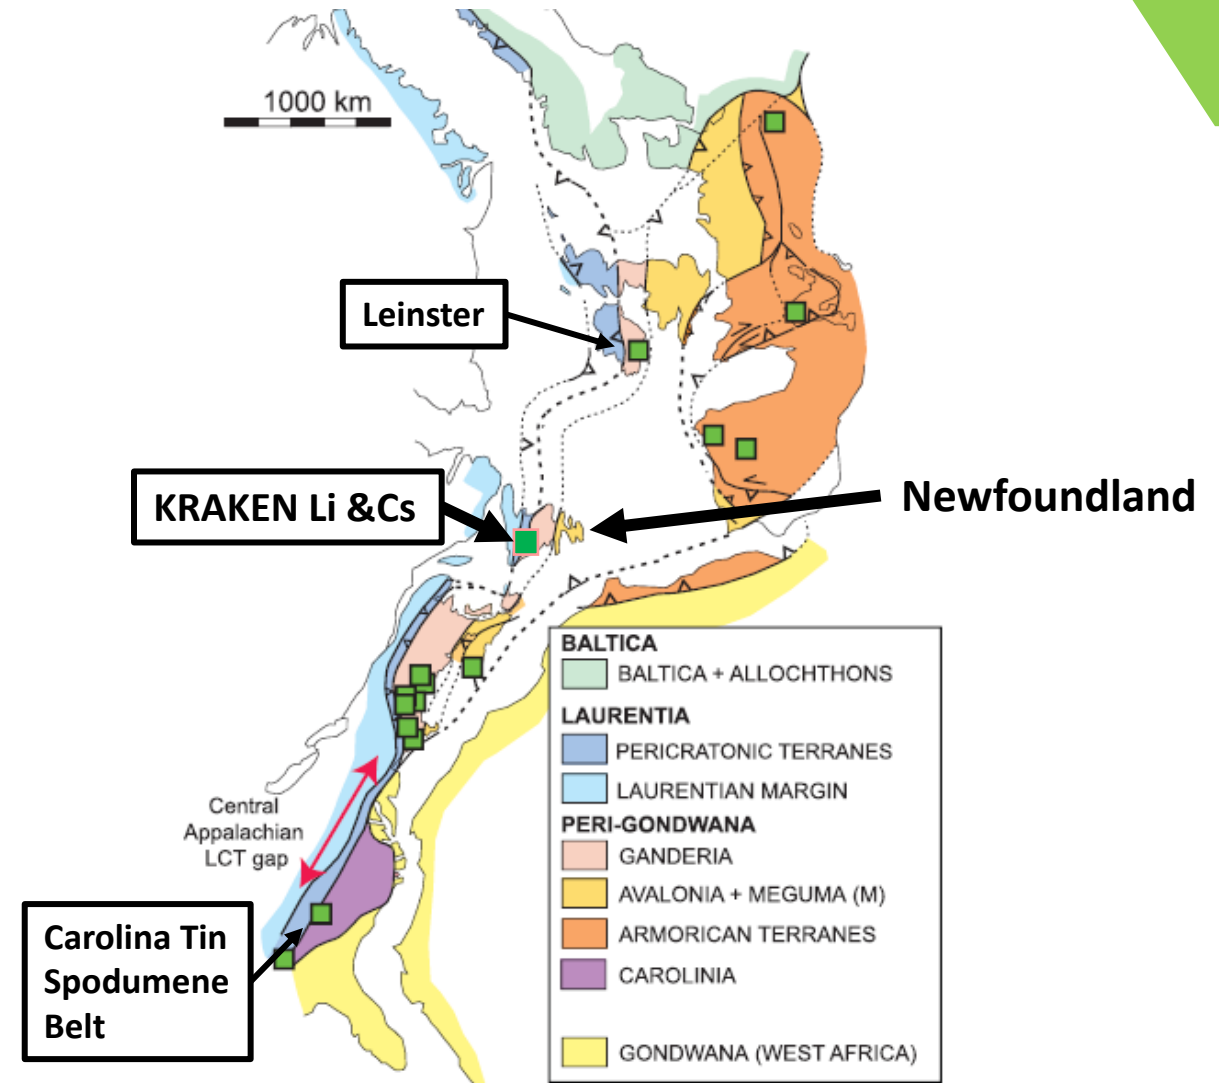 1000 km
Leinster
KRAKEN Li &Cs
Newfoundland
Central
Appalachian
LCT gap
Carolina Tin
Spodumene
Belt
BALTICA
BALTICA + ALLOCHTHONS
LAURENTIA
PERICRATONIC TERRANES
LAURENTIAN MARGIN
PERI-GONDWANA
GANDERIA
AVALONIA + MEGUMA (M)
ARMORICAN TERRANES
CAROLINIA
GONDWANA (WEST AFRICA)